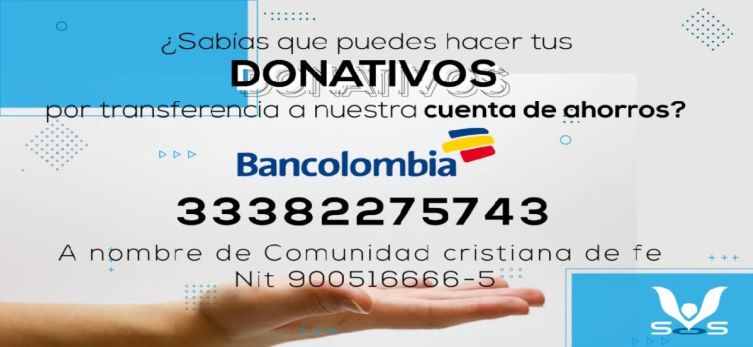 ¿Sabías que puedes hacer tus
DONATIVOS
por transferencia a nuestra cuenta de ahorros?
Bancolombia
33382275743
A nombre de Comunidad cristiana de fe
Nit 900516666-5
SOS